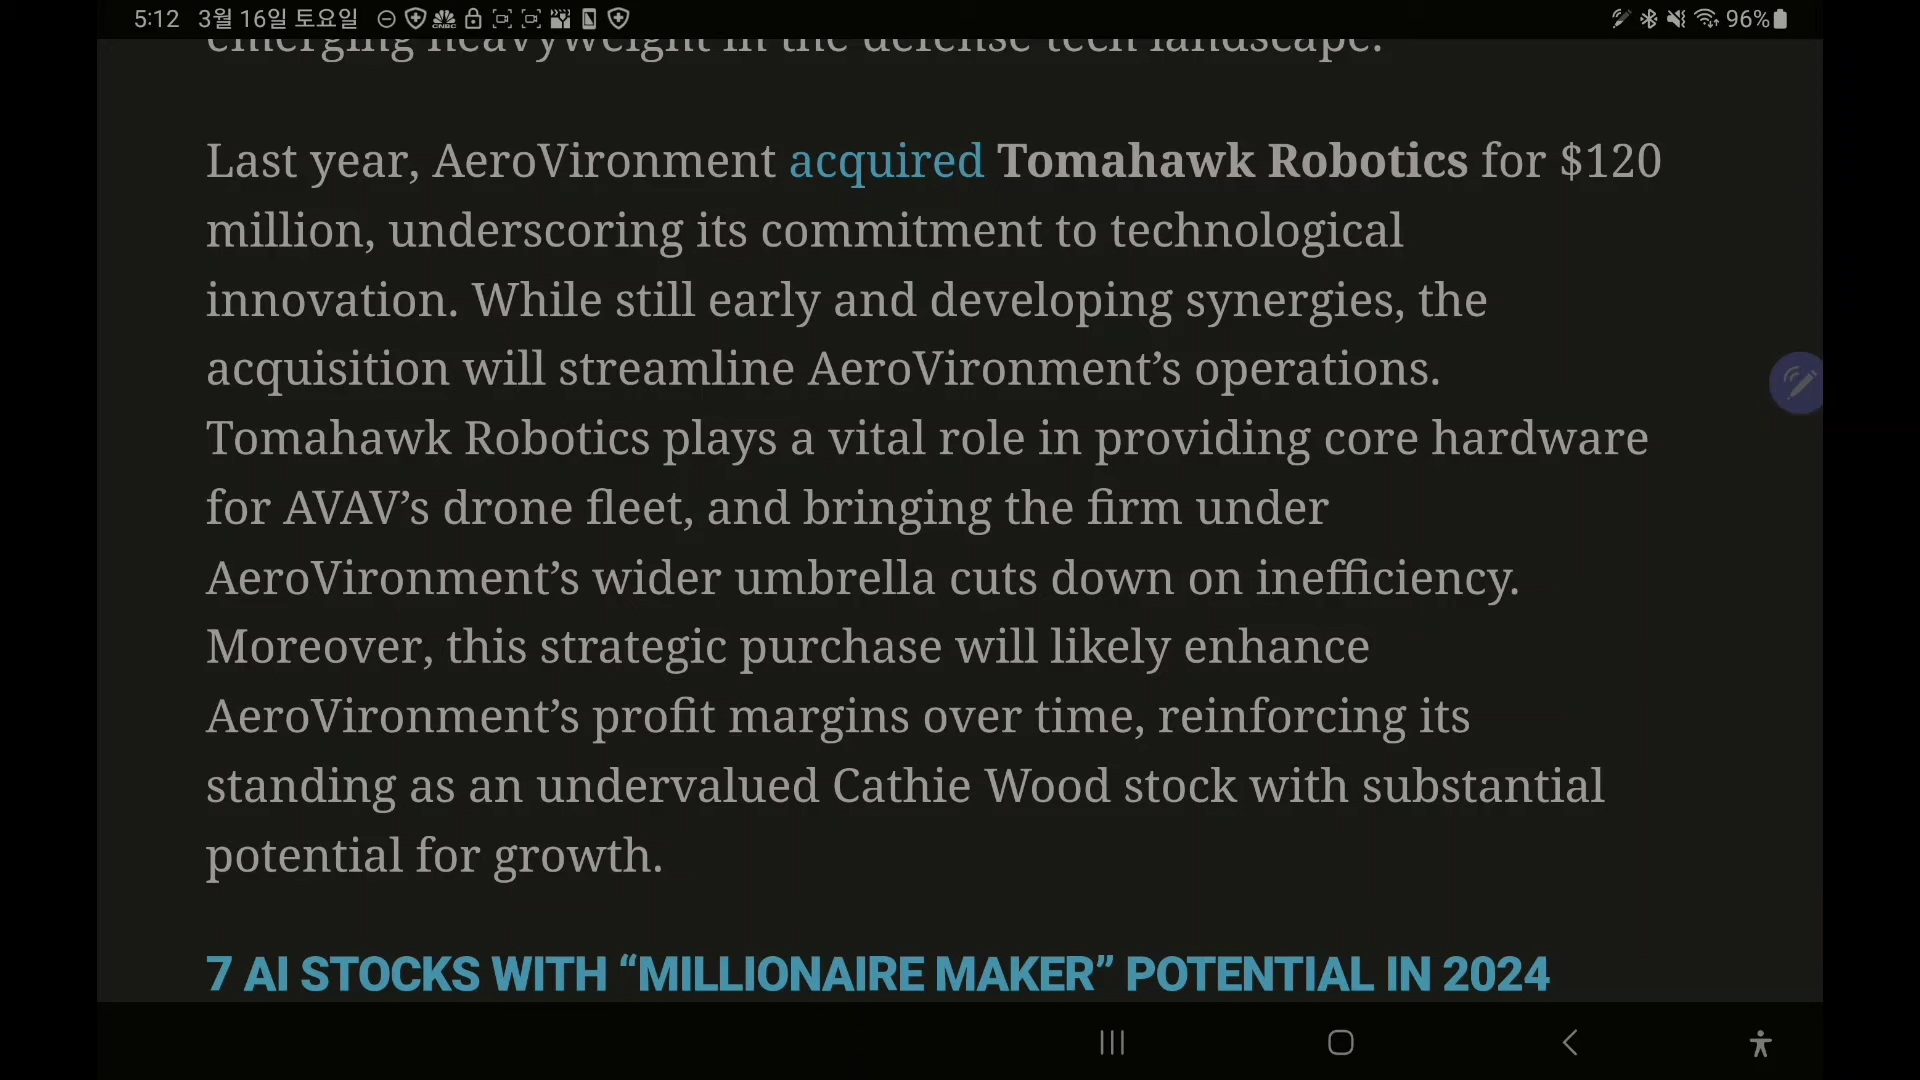 5:12 3월 16일 토요일
96%
emerging heavyweight in the defense tech landscape.
Last year, AeroVironment acquired Tomahawk Robotics for $120
million, underscoring its commitment to technological
innovation. While still early and developing synergies, the
acquisition will streamline AeroVironment’s operations.
Tomahawk Robotics plays a vital role in providing core hardware
for AVAV’s drone fleet, and bringing the firm under
AeroVironment’s wider umbrella cuts down on inefficiency.
Moreover, this strategic purchase will likely enhance
AeroVironment’s profit margins over time, reinforcing its
standing as an undervalued Cathie Wood stock with substantial
potential for growth.
7 AI STOCKS WITH “MILLIONAIRE MAKER” POTENTIAL IN 2024